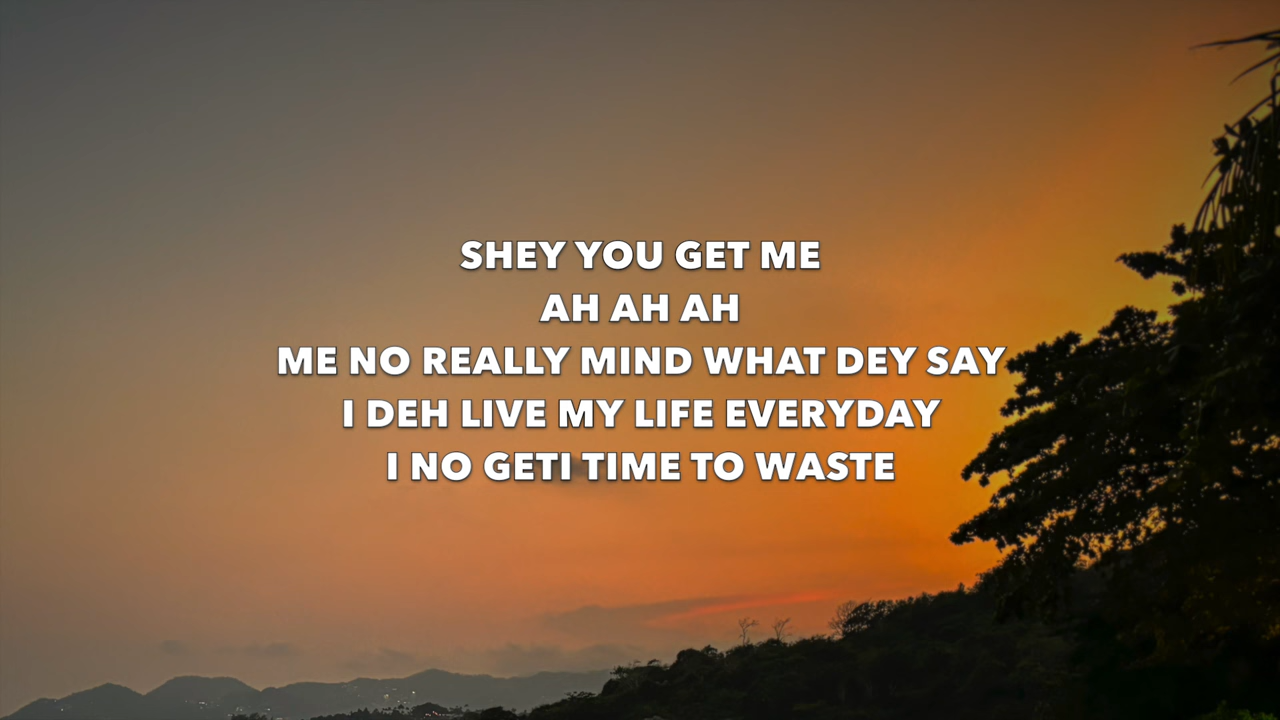 SHEY YOU GET ME
AH AH AH
ME NO REALLY MIND WHAT DEY SAY
I DEH LIVE MY LIFE EVERYDAY
I NO GETI TIME TO WASTE